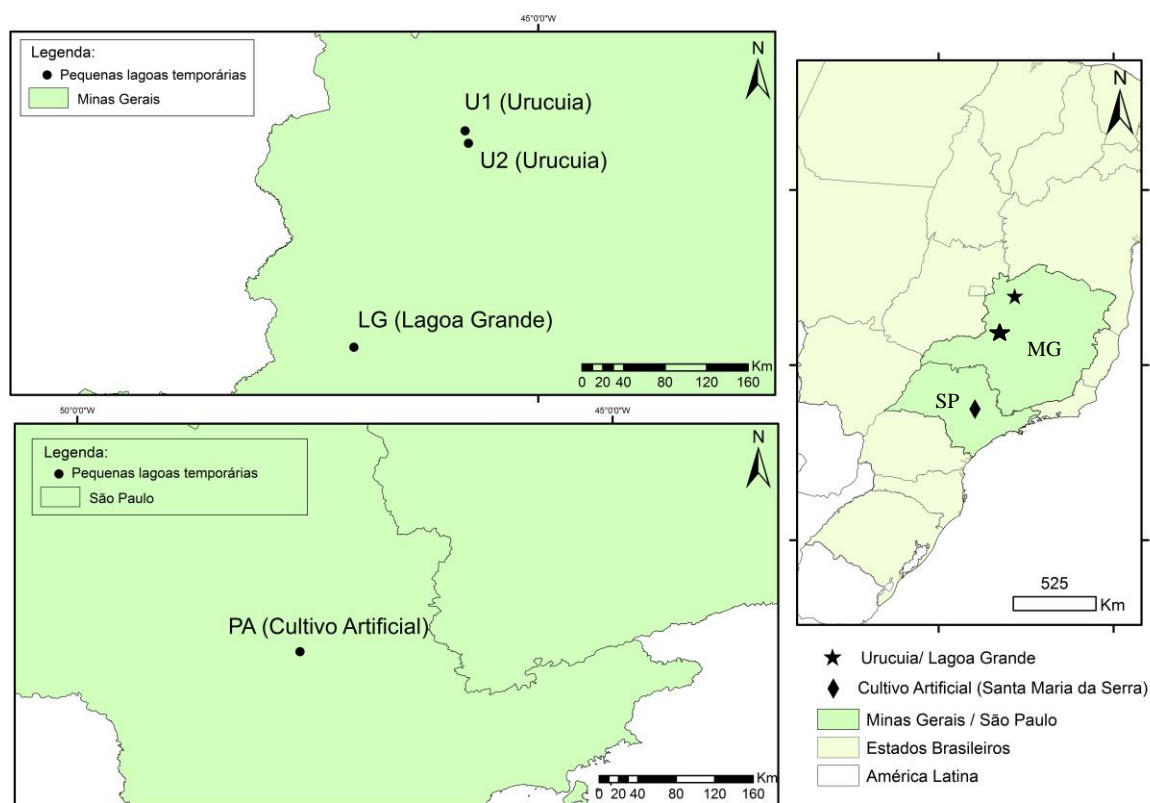 45°0'0"W
Legenda:
Pequenas lagoas temporárias
Minas Gerais
N
U1 (Urucuia)
U2 (Urucuia)
LG (Lagoa Grande)
Km
0 20 40 80 120 160
50°0'0"W
45°0'0"W
Legenda:
Pequenas lagoas temporárias
São Paulo
N
PA (Cultivo Artificial)
Km
0 20 40 80 120 160
N
MG
SP
525
Km
Urucuia/ Lagoa Grande
Cultivo Artificial (Santa Maria da Serra)
Minas Gerais / São Paulo
Estados Brasileiros
América Latina